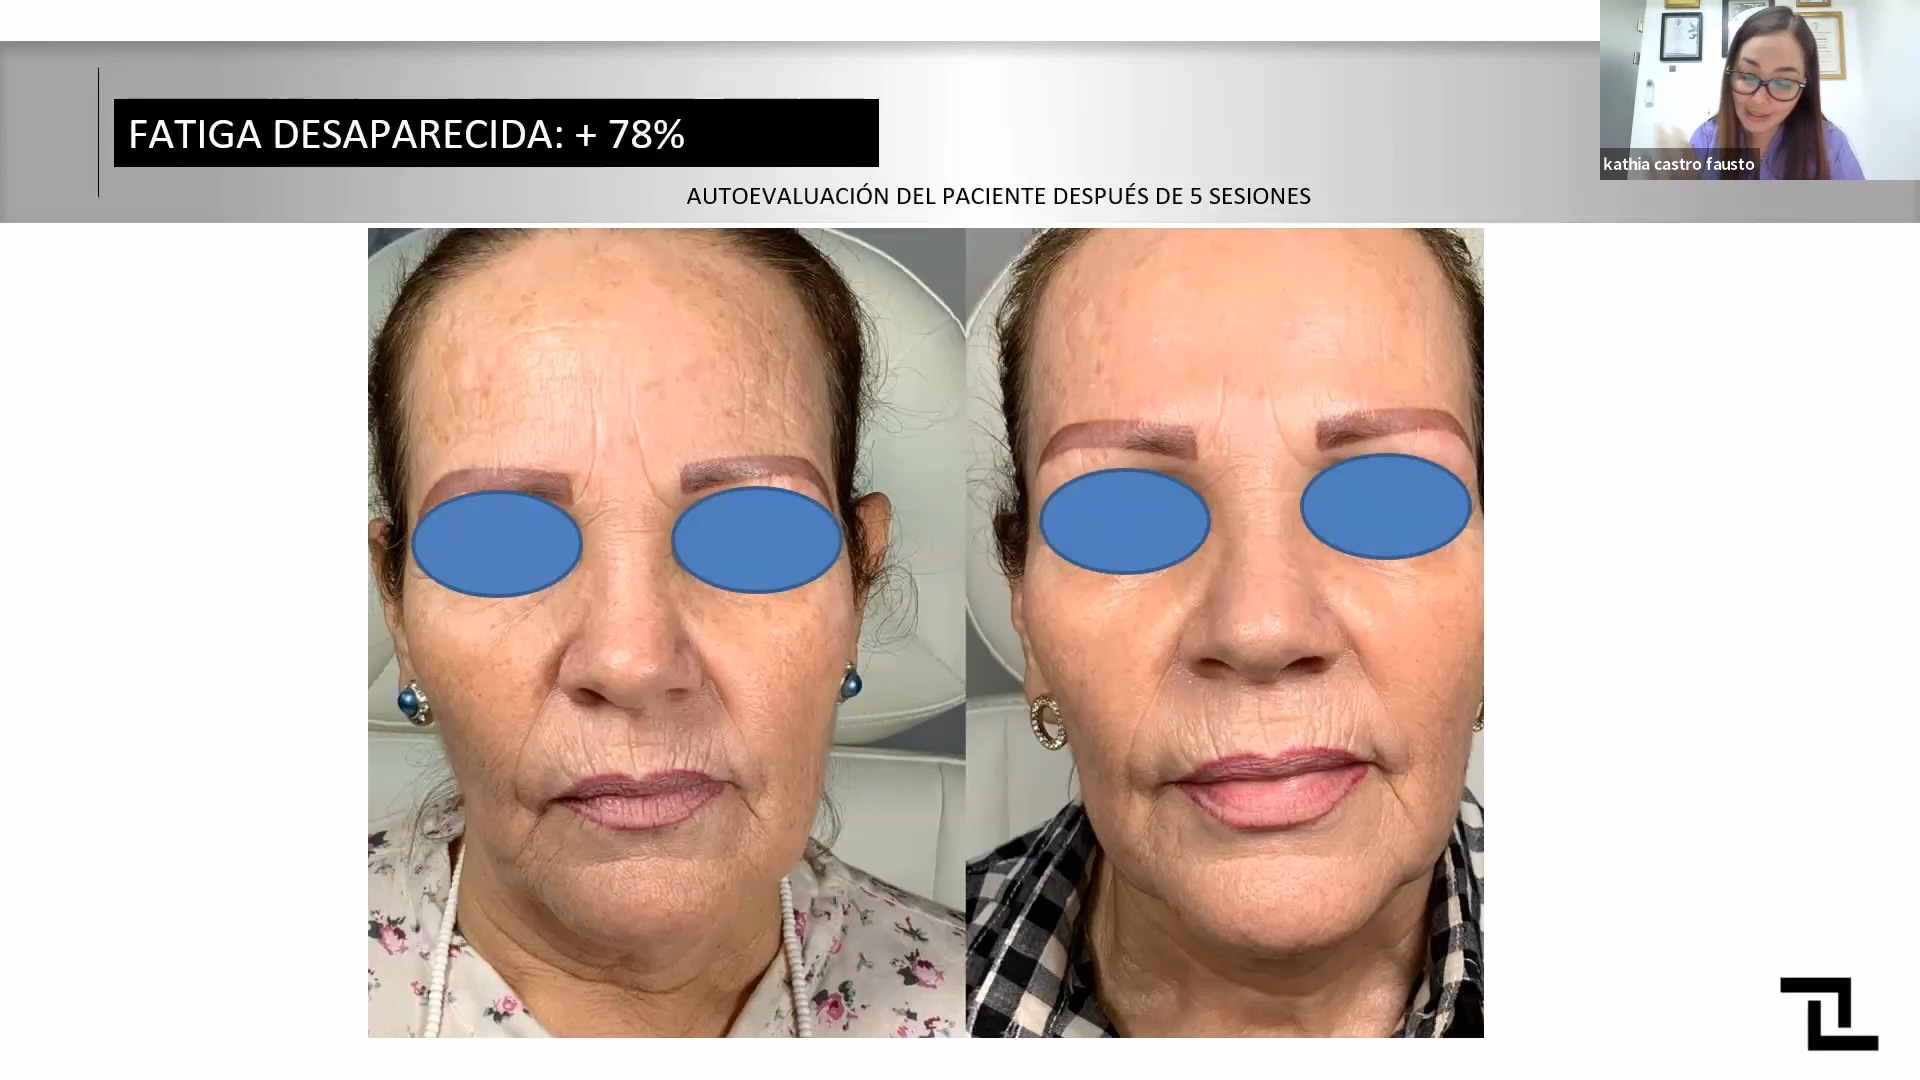 FATIGA DESAPARECIDA: + 78%
kathia castro fausto
AUTOEVALUACIÓN DEL PACIENTE DESPUÉS DE 5 SESIONES